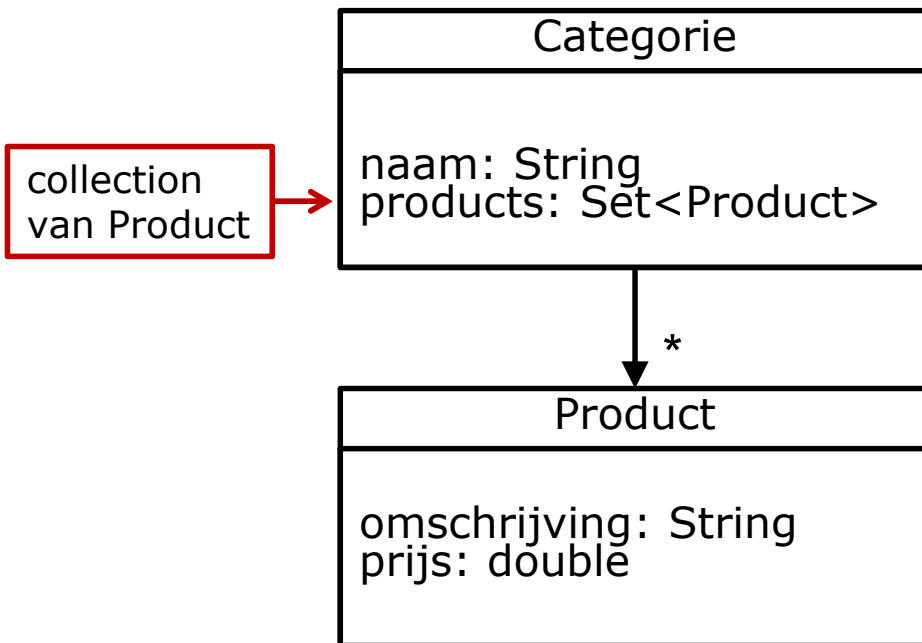 Categorie
collection
van Product
naam: String
products: Set<Product>
*
Product
omschrijving: String
prijs: double